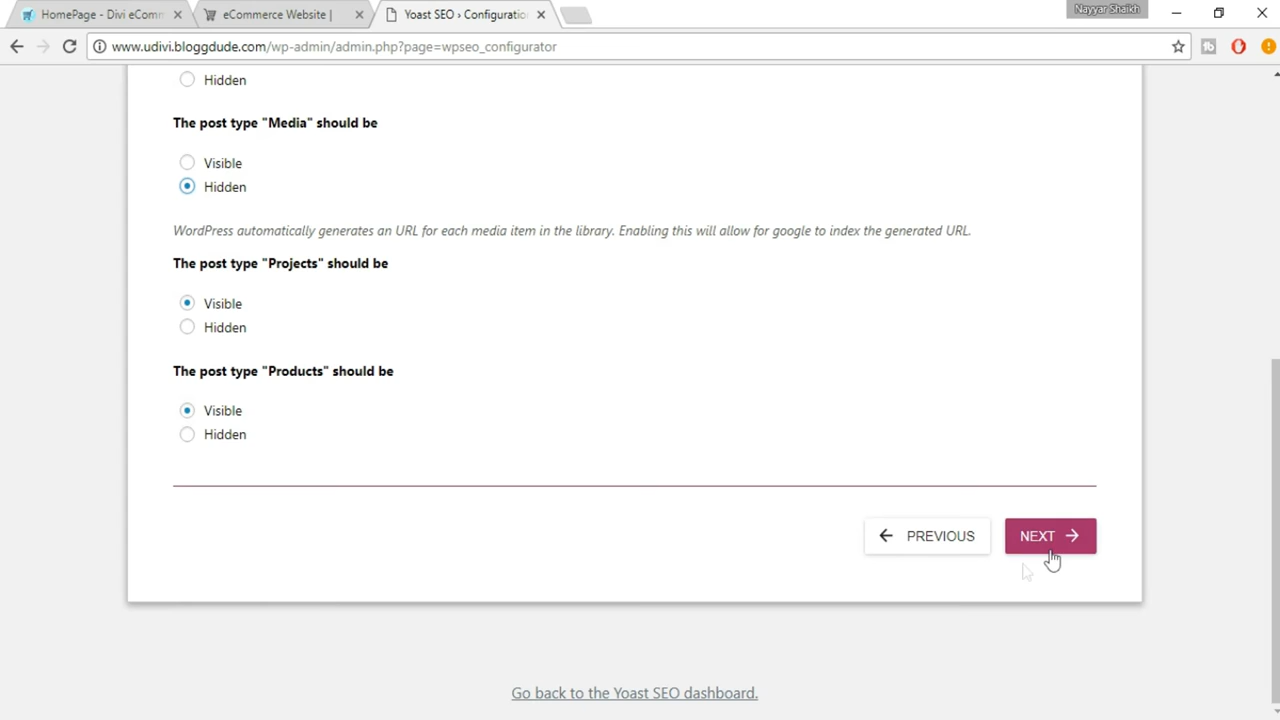 HomePage - Divi eComm
eCommerce Website |
Yoast SEO › Configuration
Nayyar Shaikh
www.udivi.bloggdude.com/wp-admin/admin.php?page=wpseo_configurator
Hidden
The post type "Media" should be
Visible
Hidden
WordPress automatically generates an URL for each media item in the library. Enabling this will allow for google to index the generated URL.
The post type "Projects" should be
Visible
Hidden
The post type "Products" should be
Visible
Hidden
PREVIOUS
NEXT
Go back to the Yoast SEO dashboard.